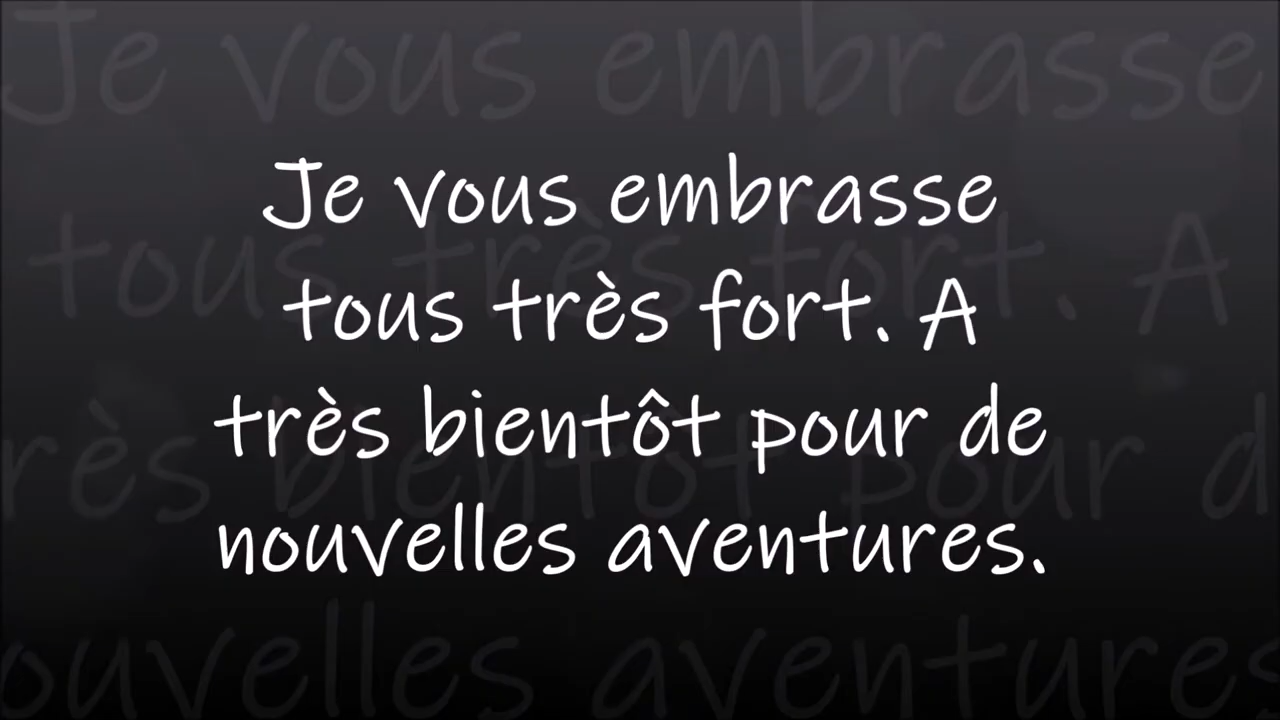 Je vous embrasse
tous très fort. A
très bientôt pour de
nouvelles aventures.